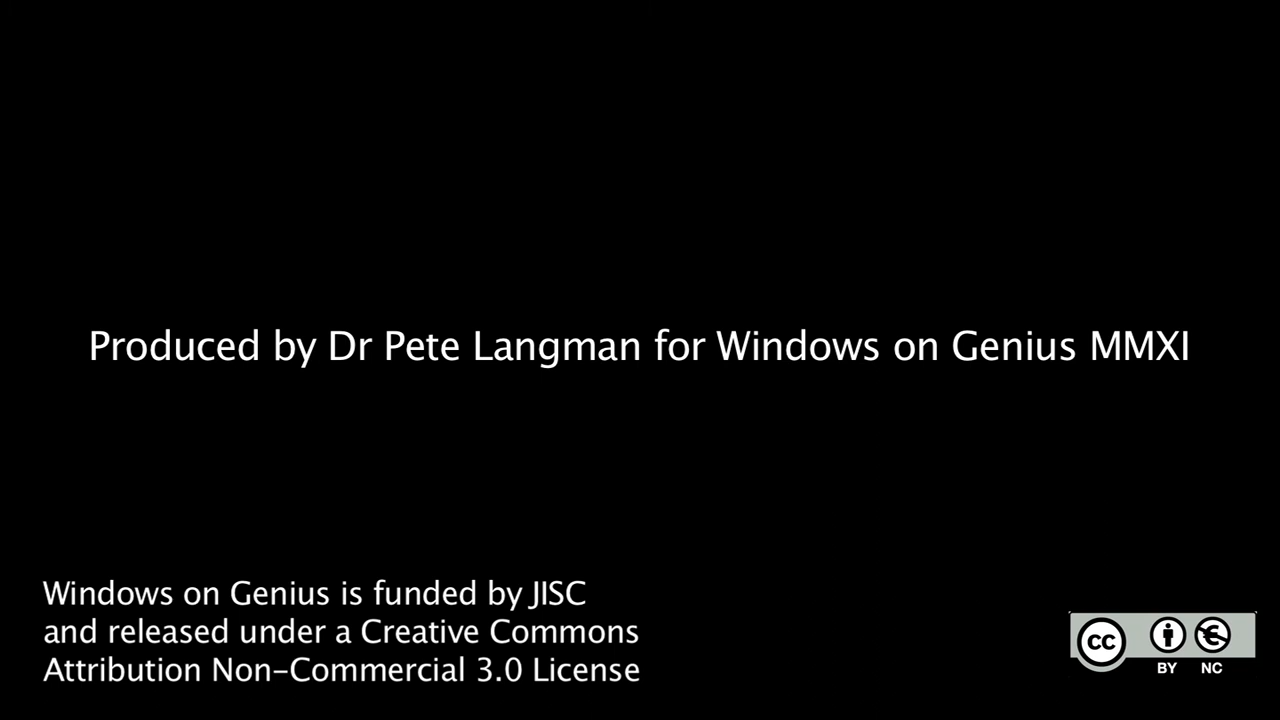 Produced by Dr Pete Langman for Windows on Genius MMXI
Windows on Genius is funded by JISC
and released under a Creative Commons
Attribution Non-Commercial 3.0 License
cc
BY NC